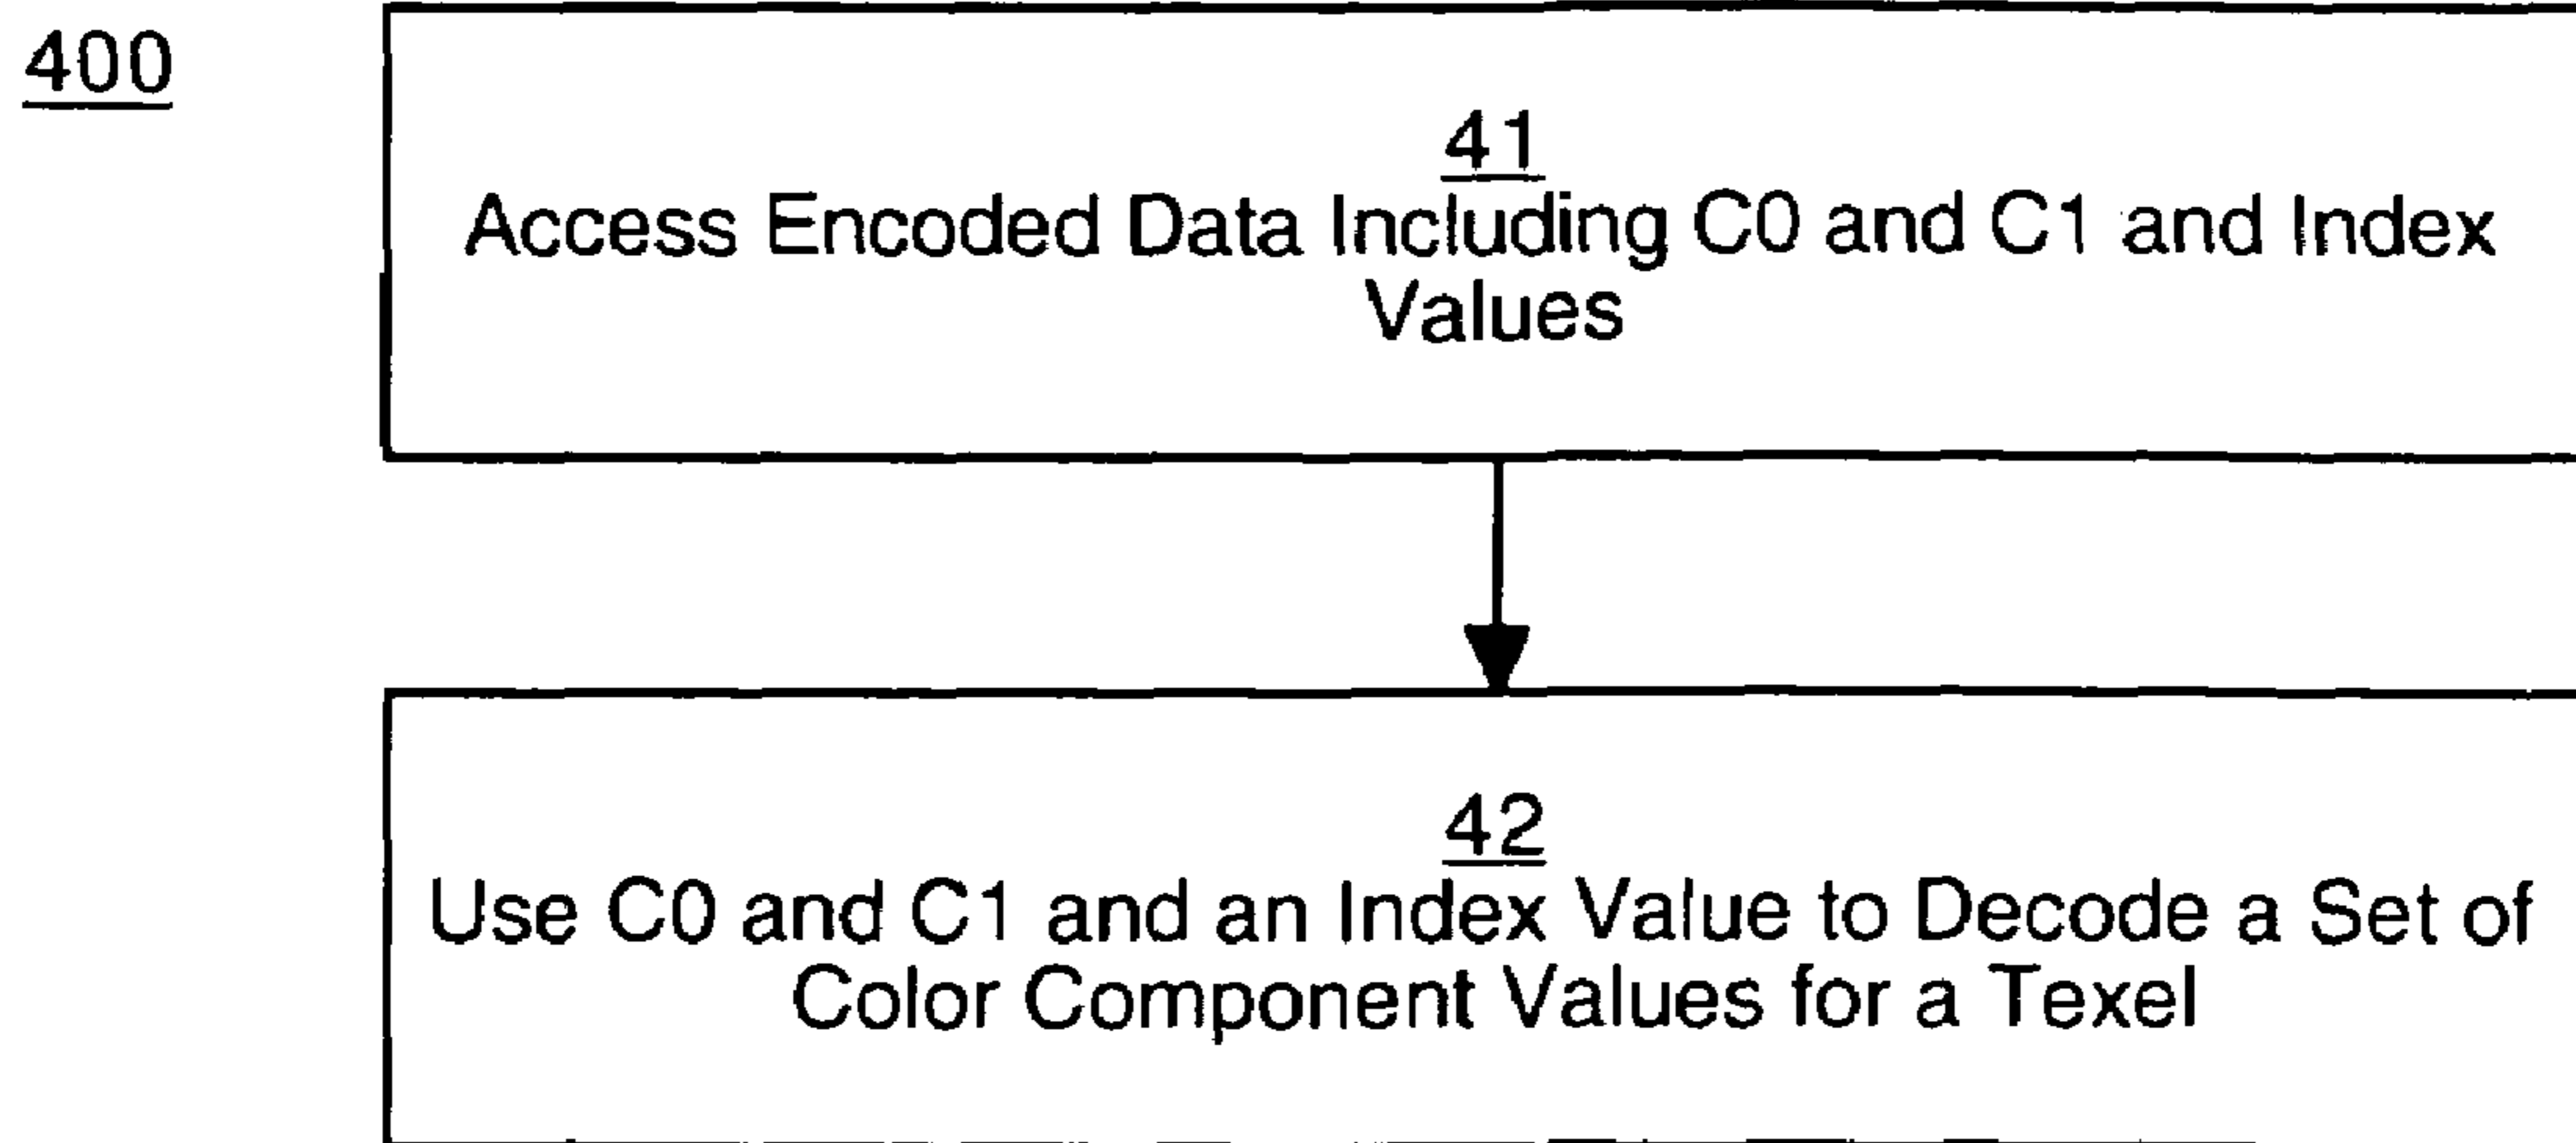 400
41
Access Encoded Data Including C0 and C1 and Index
Values
42
Use C0 and C1 and an Index Value to Decode a Set of
Color Component Values for a Texel